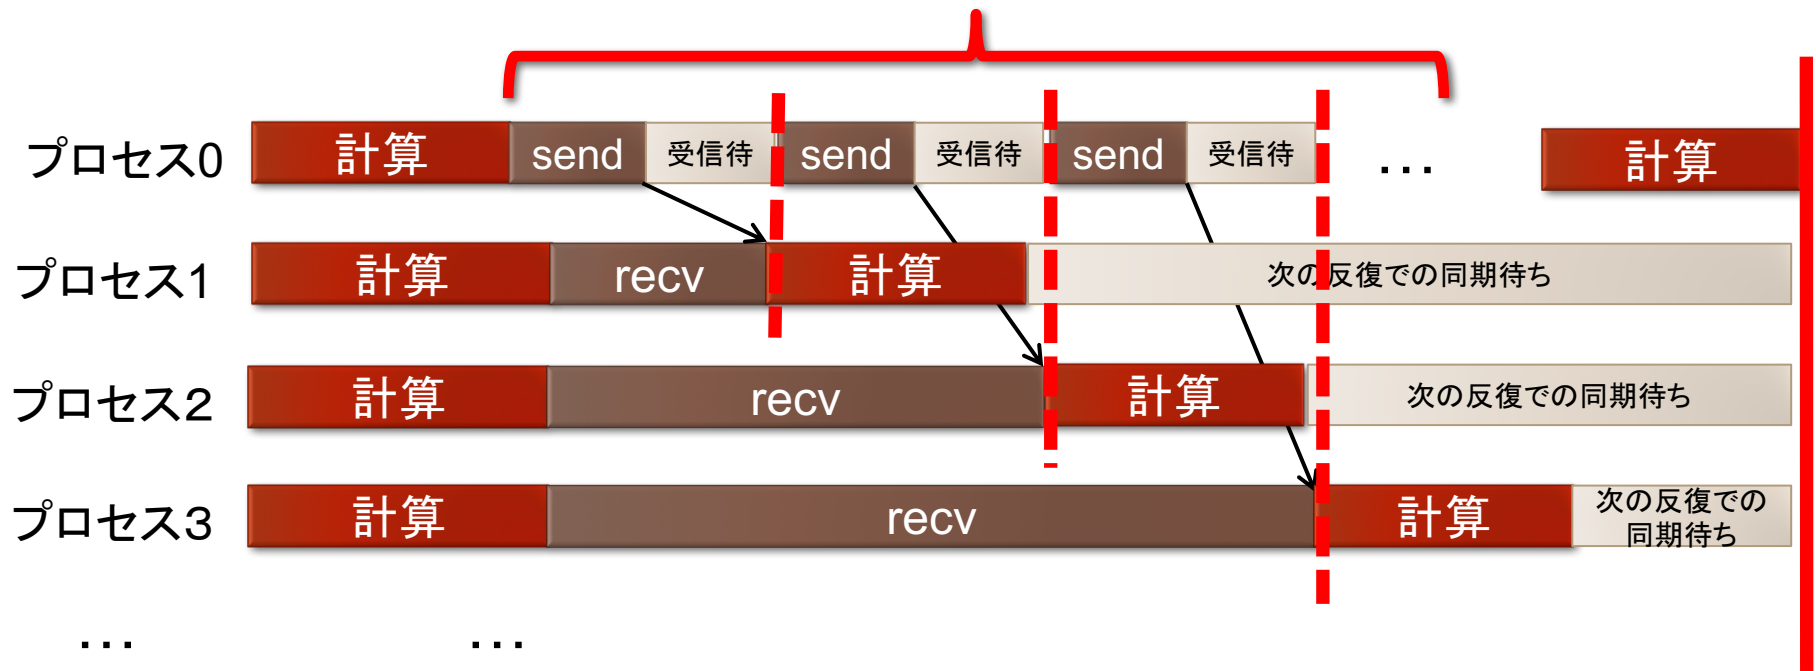 プロセス0 計算 send 受信待 send 受信待 send 受信待 … 計算
プロセス1 計算 recv 計算 次の反復での同期待ち
プロセス2 計算 recv 計算 次の反復での同期待ち
プロセス3 計算 recv 計算 次の反復での
同期待ち
… …